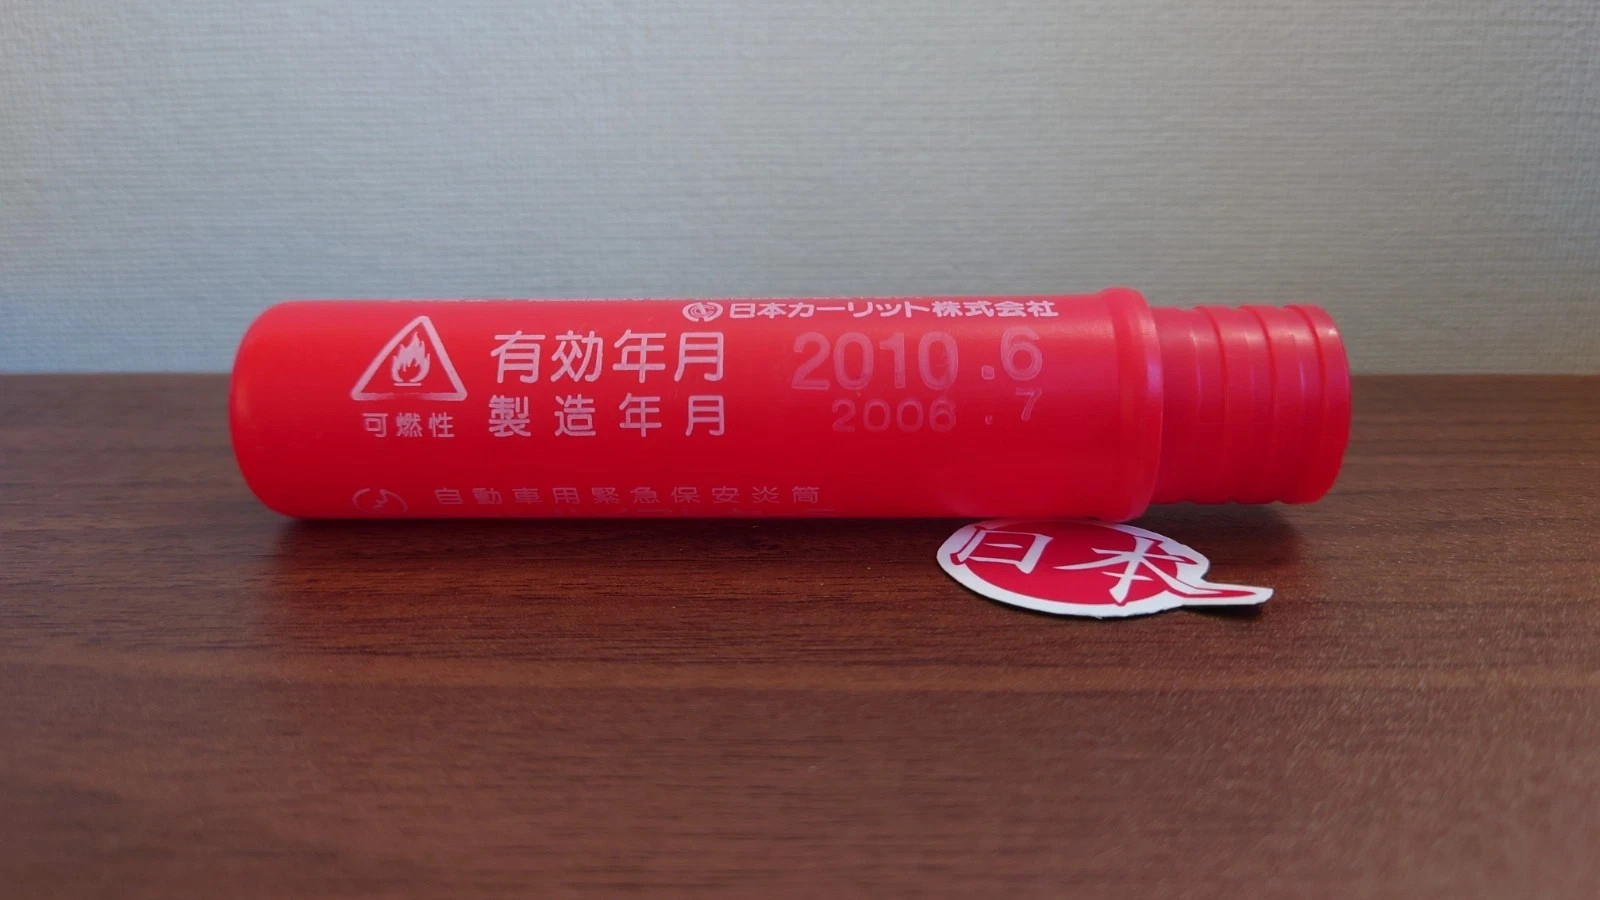 日本カーリット株式会社
有効年月 2010.6
製造年月 2006.7
可燃性
自動車用緊急保安炎筒
日本